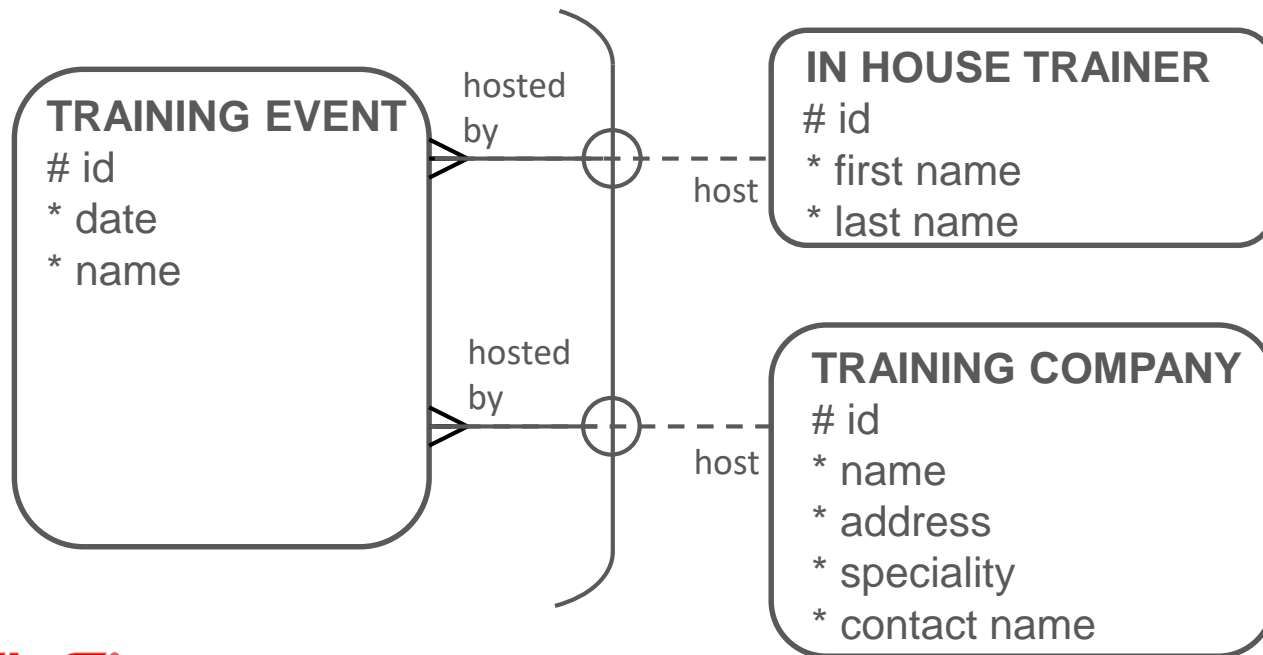 TRAINING EVENT
# id
* date
* name
hosted
by
host
IN HOUSE TRAINER
# id
* first name
* last name
hosted
by
host
TRAINING COMPANY
# id
* name
* address
* speciality
* contact name